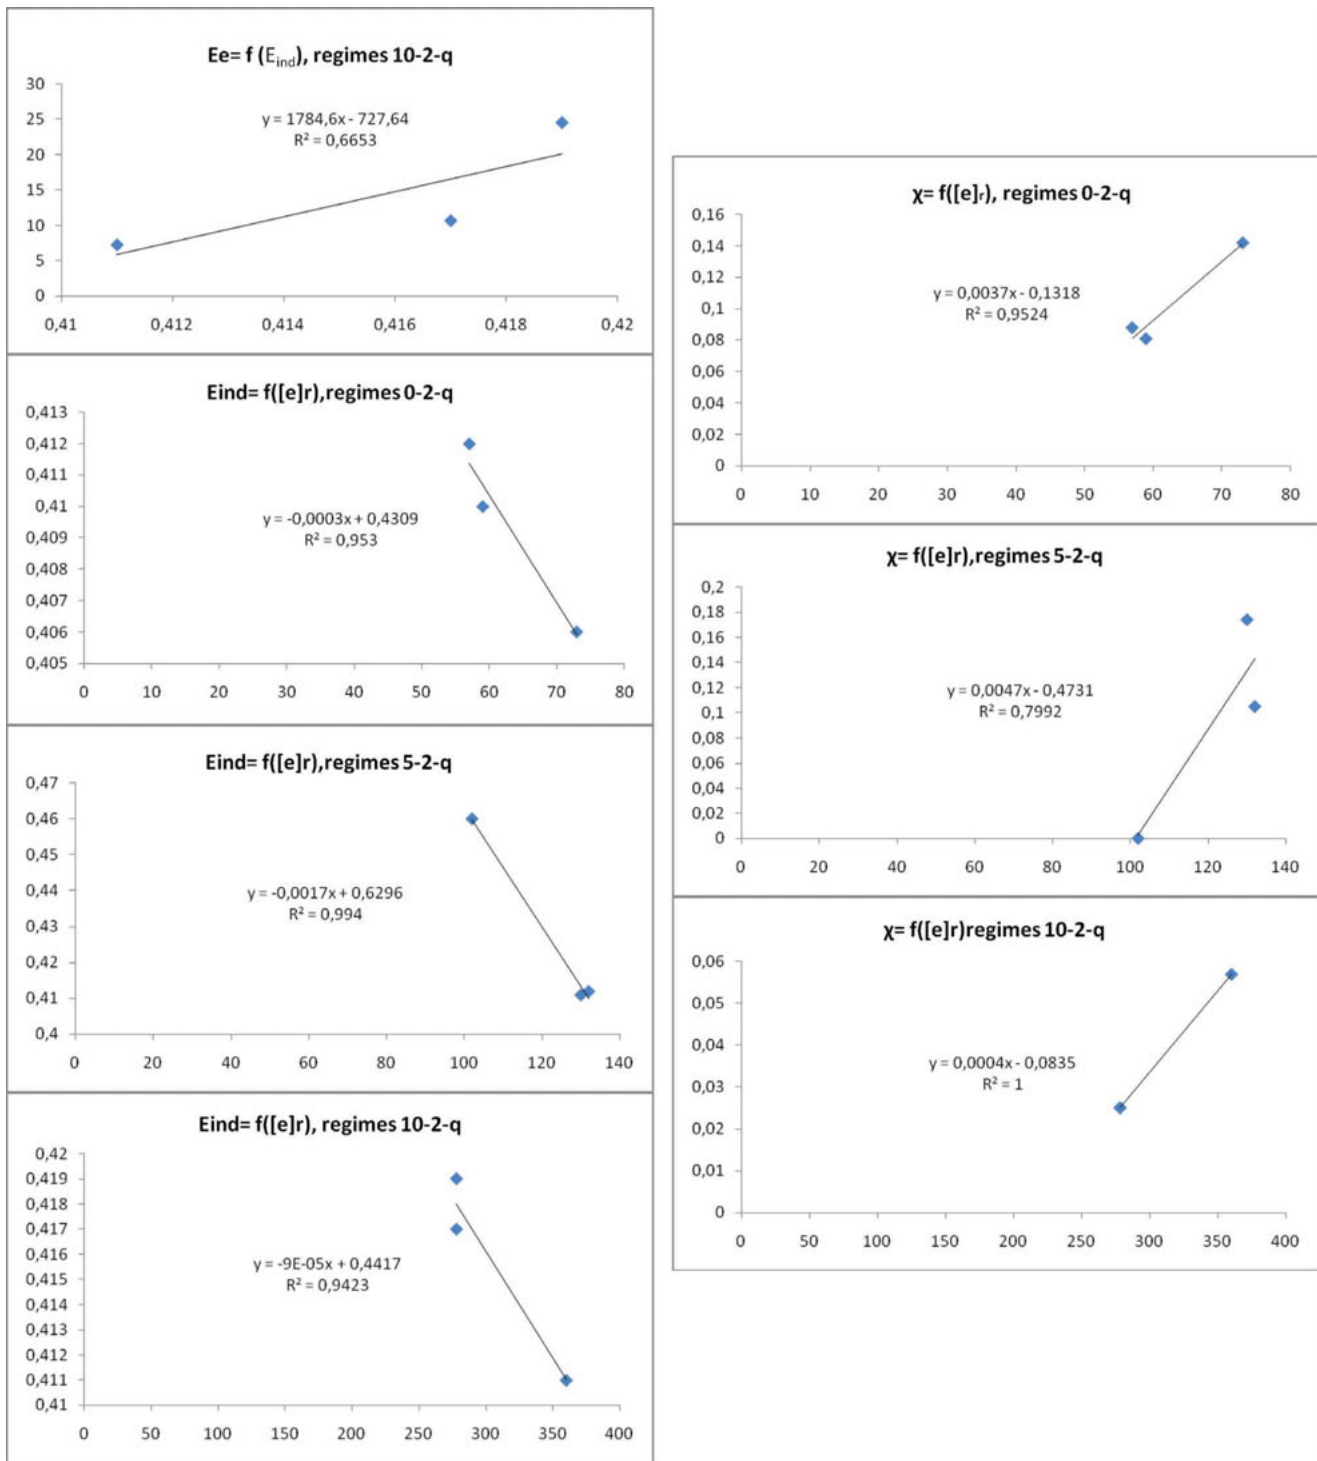 Ee= f (Eind), regimes 10-2-q
30
25
20
15
10
5
0
y = 1784,6x - 727,64
R² = 0,6653
0,41 0,412 0,414 0,416 0,418 0,42
Eind= f([e]r),regimes 0-2-q
0,413
0,412
0,411
0,41
0,409
0,408
0,407
0,406
0,405
y = -0,0003x + 0,4309
R² = 0,953
0 10 20 30 40 50 60 70 80
Eind= f([e]r),regimes 5-2-q
0,47
0,46
0,45
0,44
0,43
0,42
0,41
0,4
y = -0,0017x + 0,6296
R² = 0,994
0 20 40 60 80 100 120 140
Eind= f([e]r), regimes 10-2-q
0,42
0,419
0,418
0,417
0,416
0,415
0,414
0,413
0,412
0,411
0,41
y = -9E-05x + 0,4417
R² = 0,9423
0 50 100 150 200 250 300 350 400
χ= f([e]r), regimes 0-2-q
0,16
0,14
0,12
0,1
0,08
0,06
0,04
0,02
0
y = 0,0037x - 0,1318
R² = 0,9524
0 10 20 30 40 50 60 70 80
χ= f([e]r),regimes 5-2-q
0,2
0,18
0,16
0,14
0,12
0,1
0,08
0,06
0,04
0,02
0
y = 0,0047x - 0,4731
R² = 0,7992
0 20 40 60 80 100 120 140
χ= f([e]r)regimes 10-2-q
0,06
0,05
0,04
0,03
0,02
0,01
0
y = 0,0004x - 0,0835
R² = 1
0 50 100 150 200 250 300 350 400